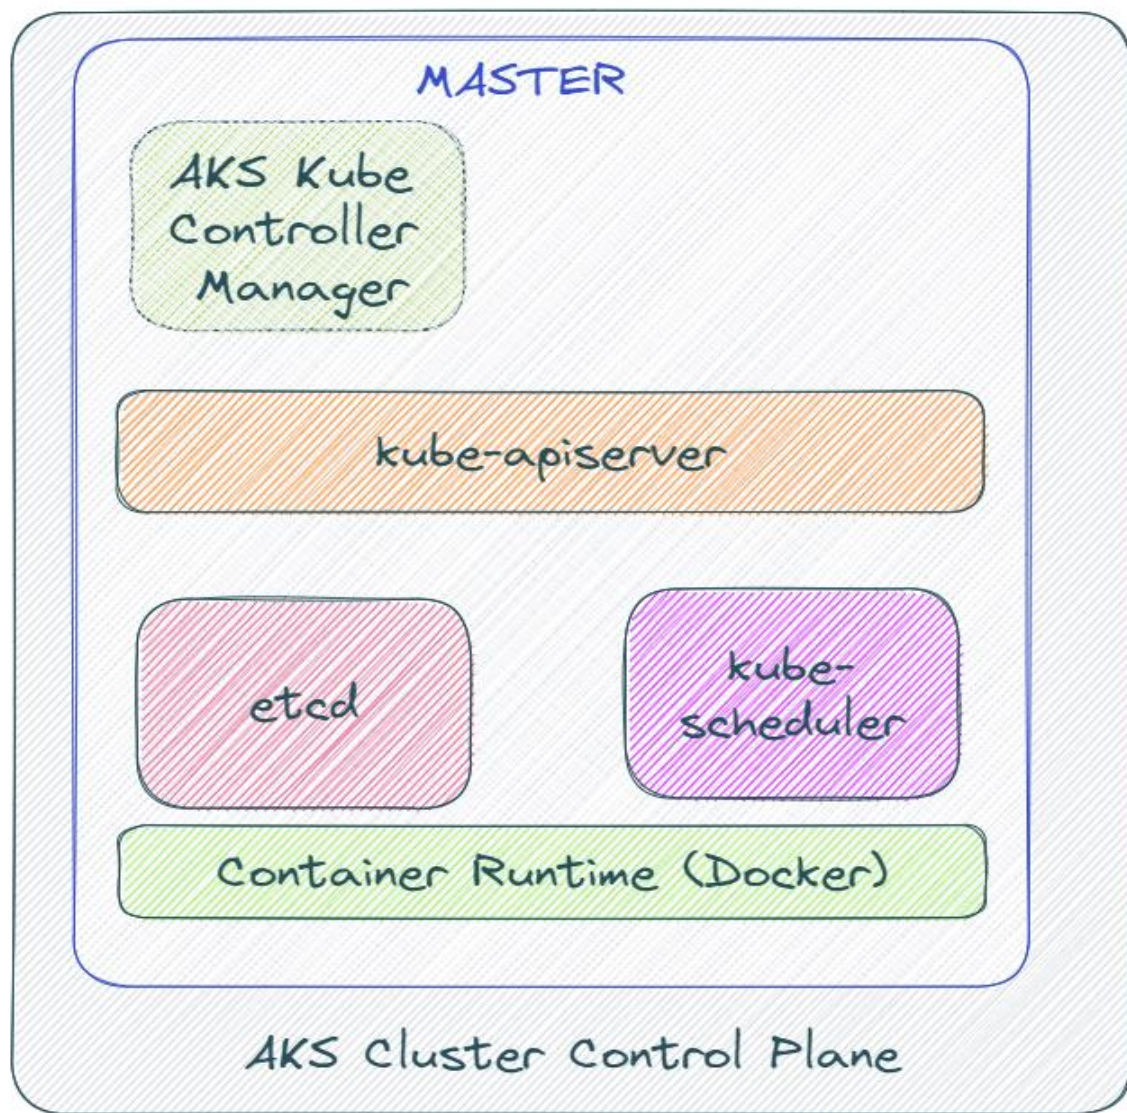 MASTER
AKS Kube
Controller
Manager
kube-apiserver
etcd
kube-
scheduler
Container Runtime (Docker)
AKS Cluster Control Plane